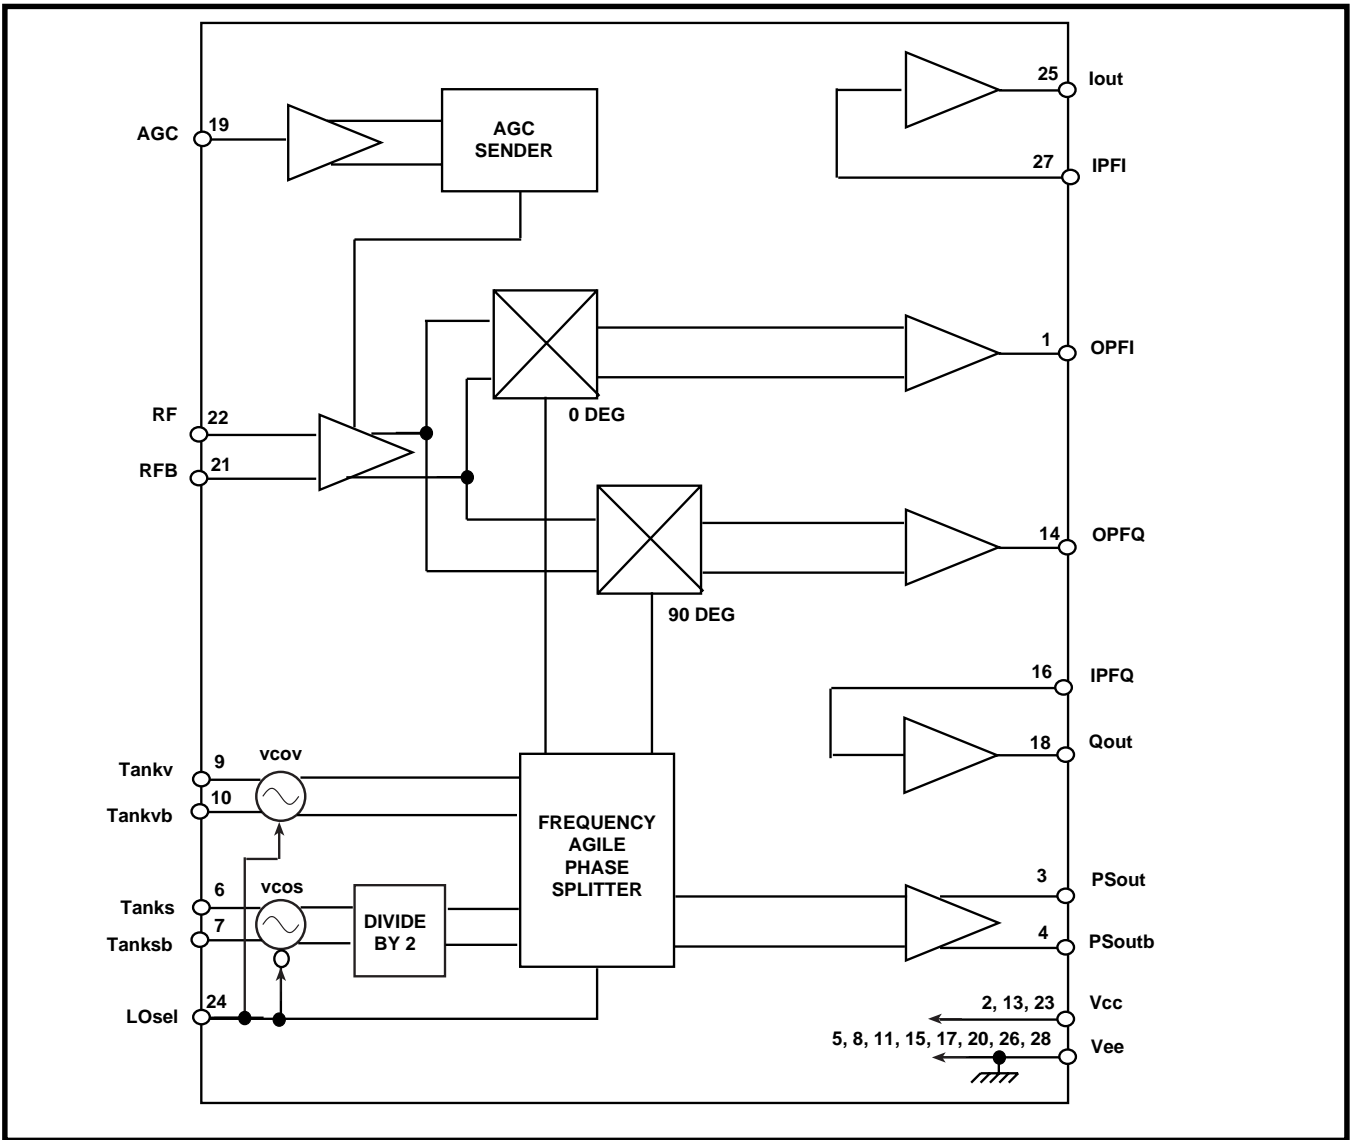 25
Iout
AGC
19
AGC
SENDER
27
IPFI
0 DEG
1
OPFI
RF
22
RFB
21
14
OPFQ
90 DEG
16
IPFQ
18
Qout
Tankv
9
vcov
Tankvb
10
FREQUENCY
AGILE
PHASE
SPLITTER
Tanks
6
vcos
Tanksb
7
DIVIDE
BY 2
3
PSout
4
PSoutb
LOsel
24
2, 13, 23
Vcc
5, 8, 11, 15, 17, 20, 26, 28
Vee